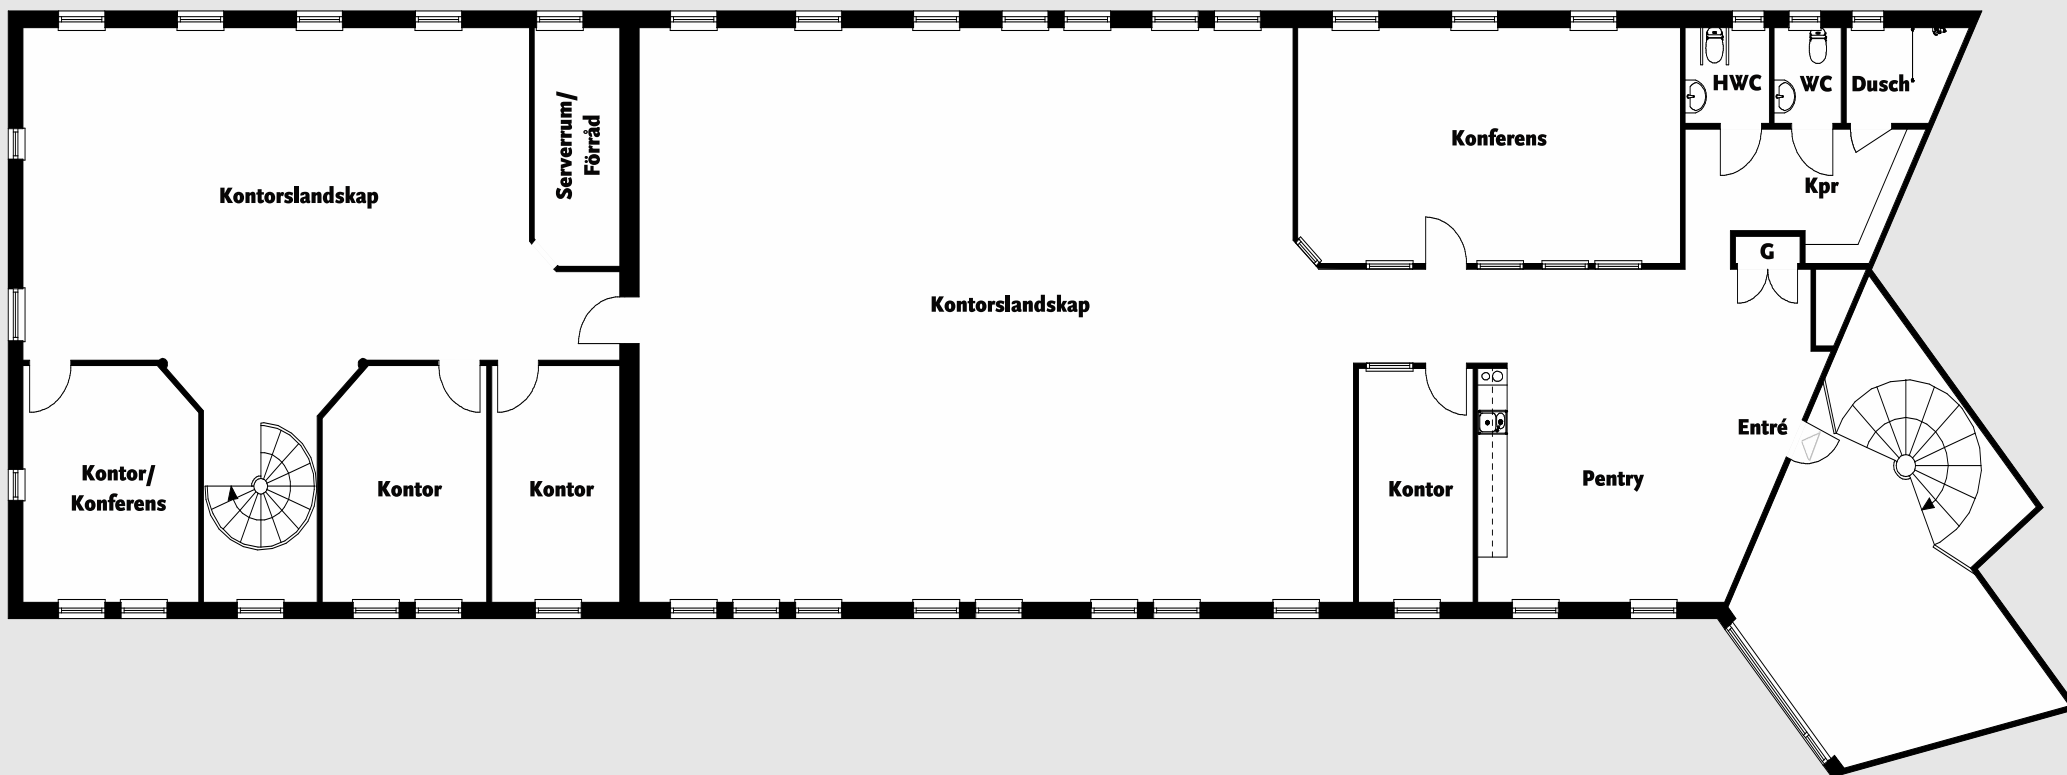 Kontorslandskap
Serverrum/
Förråd
Kontor/
Konferens
Kontor
Kontor
Kontorslandskap
Konferens
HWC
WC
Dusch
Kpr
G
Kontor
Pentry
Entré